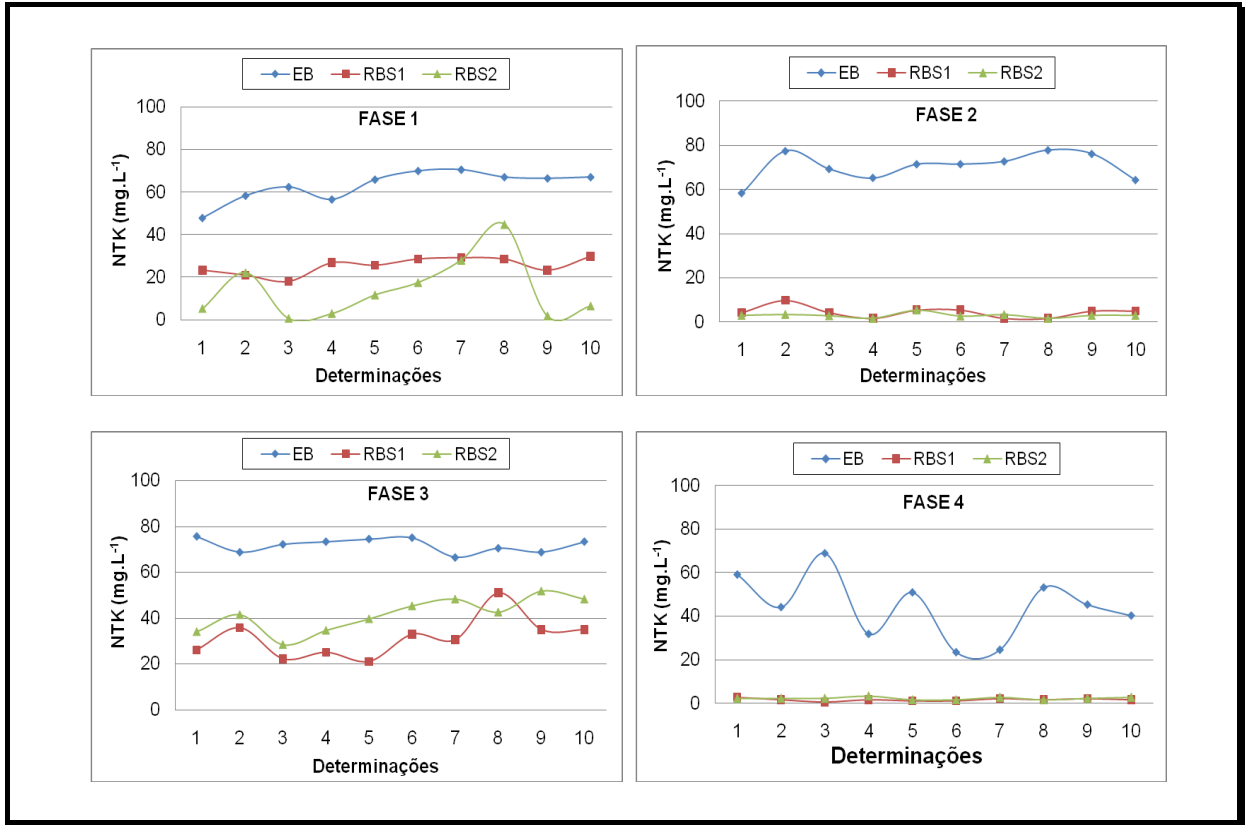 EB RBS1 RBS2
FASE 1
NTK (mg.L⁻¹)
100
80
60
40
20
0
1 2 3 4 5 6 7 8 9 10
Determinações
EB RBS1 RBS2
FASE 2
NTK (mg.L⁻¹)
100
80
60
40
20
0
1 2 3 4 5 6 7 8 9 10
Determinações
EB RBS1 RBS2
FASE 3
NTK (mg.L⁻¹)
100
80
60
40
20
0
1 2 3 4 5 6 7 8 9 10
Determinações
EB RBS1 RBS2
FASE 4
NTK (mg.L⁻¹)
100
80
60
40
20
0
1 2 3 4 5 6 7 8 9 10
Determinações